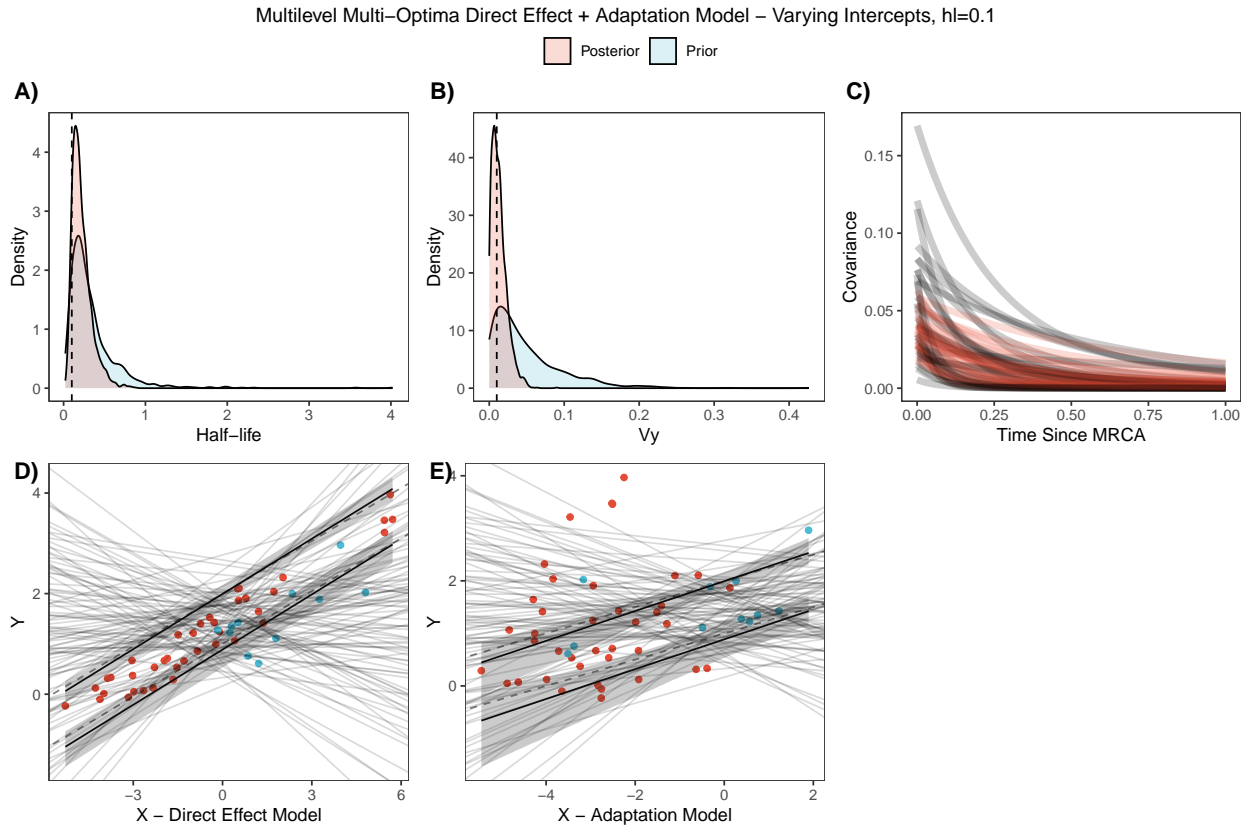 Multilevel Multi−Optima Direct Effect + Adaptation Model − Varying Intercepts, hl=0.1
Posterior Prior
A)
Density
4
3
2
1
0
0 1 2 3 4
Half−life
B)
Density
40
30
20
10
0
0.0 0.1 0.2 0.3 0.4
Vy
C)
Covariance
0.15
0.10
0.05
0.00
0.00 0.25 0.50 0.75 1.00
Time Since MRCA
D)
Y
4
2
0
−3 0 3 6
X − Direct Effect Model
E)
Y
4
2
0
−4 −2 0 2
X − Adaptation Model